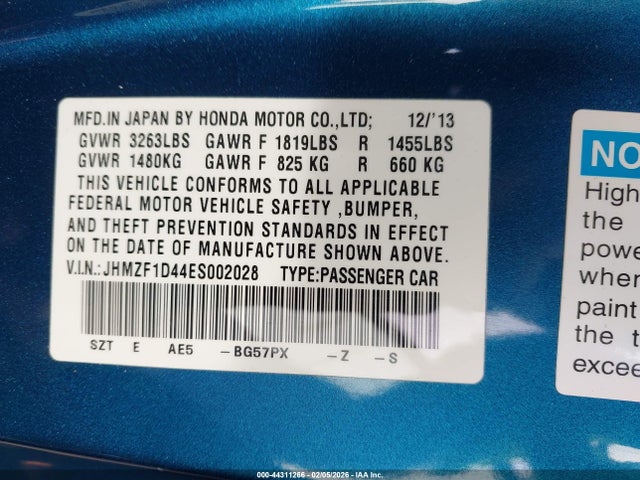 MFD.IN JAPAN BY HONDA MOTOR CO.,LTD; 12/'13
GVWR 3263LBS GAWR F 1819LBS R 1455LBS
GVWR 1480KG GAWR F 825 KG R 660 KG
THIS VEHICLE CONFORMS TO ALL APPLICABLE
FEDERAL MOTOR VEHICLE SAFETY ,BUMPER,
AND THEFT PREVENTION STANDARDS IN EFFECT
ON THE DATE OF MANUFACTURE SHOWN ABOVE.
V.I.N.: JHMZF1D44ES002028 TYPE:PASSENGER CAR
SZT E AE5 –BG57PX –Z –S
NO
High
the
powe
when
paint
the t
excee
000-44311266 - 02/05/2026 - IAA Inc.